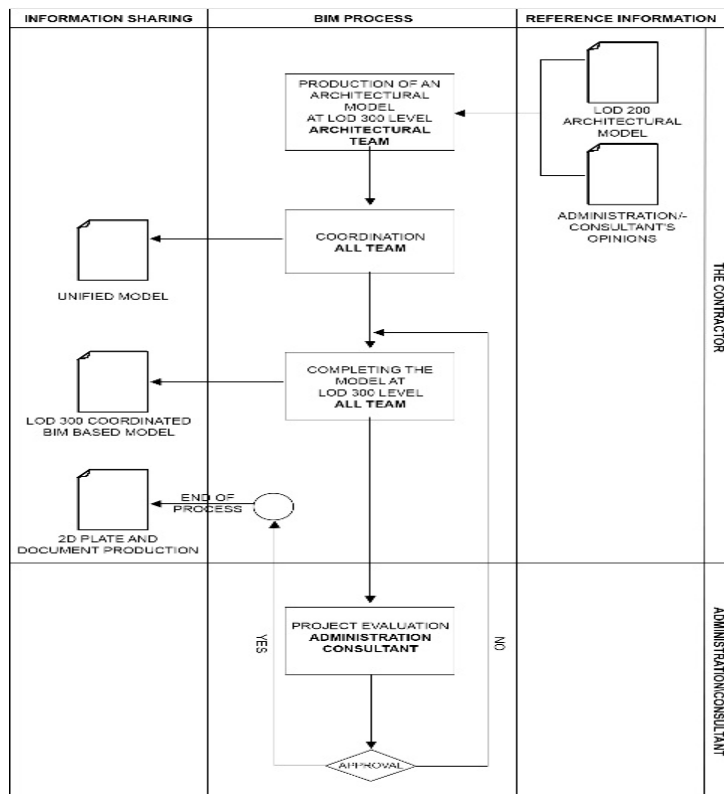 INFORMATION SHARING
BIM PROCESS
REFERENCE INFORMATION
PRODUCTION OF AN
ARCHITECTURAL
MODEL
AT LOD 300 LEVEL
ARCHITECTURAL
TEAM
LOD 200
ARCHITECTURAL
MODEL
ADMINISTRATION/-
CONSULTANT'S
OPINIONS
COORDINATION
ALL TEAM
UNIFIED MODEL
THE CONTRACTOR
COMPLETING THE
MODEL AT
LOD 300 LEVEL
ALL TEAM
LOD 300 COORDINATED
BIM BASED MODEL
END OF
PROCESS
2D PLATE AND
DOCUMENT PRODUCTION
PROJECT EVALUATION
ADMINISTRATION
CONSULTANT
YES
NO
ADMINISTRATION\CONSULTANT
APPROVAL